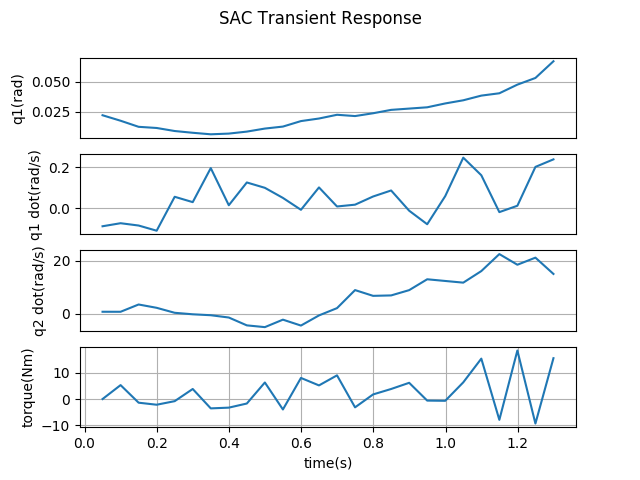 SAC Transient Response
q1(rad)
0.050
0.025
q1 dot(rad/s)
0.2
0.0
q2 dot(rad/s)
20
0
torque(Nm)
10
0
−10
0.0 0.2 0.4 0.6 0.8 1.0 1.2
time(s)